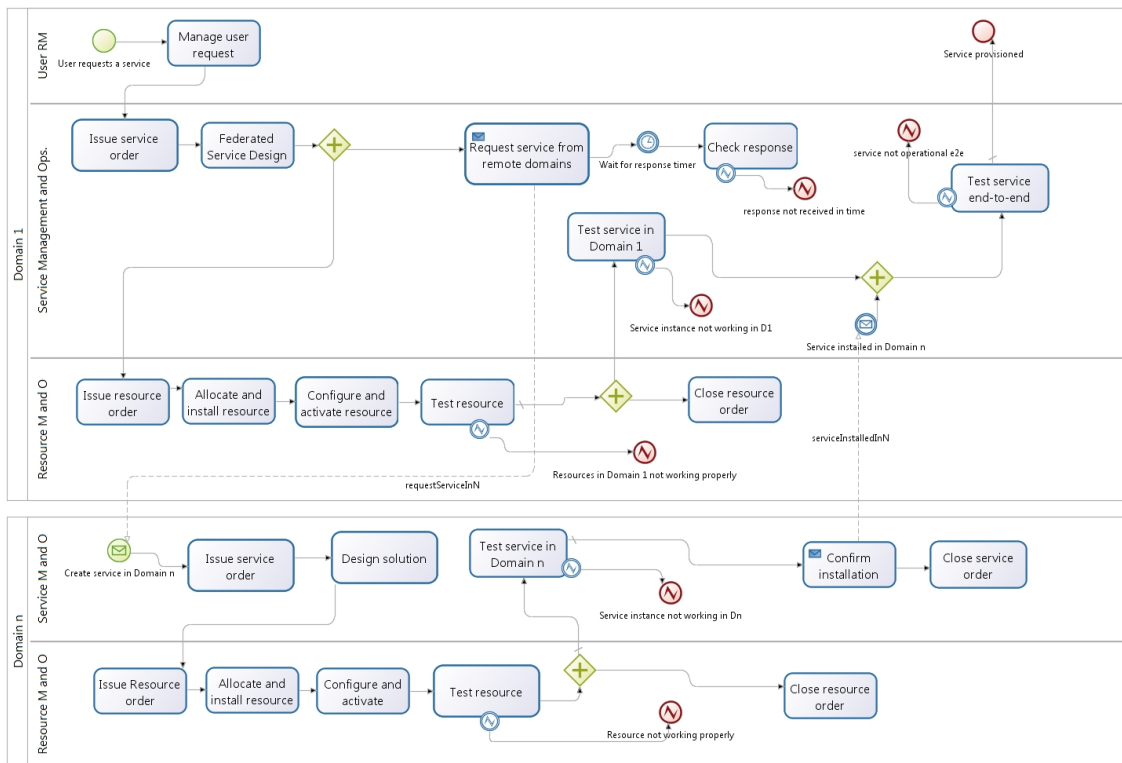 Domain 1
User RM
User requests a service
Manage user
request
Service provisioned
Service Management and Ops.
Issue service
order
Federated
Service Design
Request service from
remote domains
Wait for response timer
Check response
response not received in time
service not operational e2e
Test service
end-to-end
Test service in
Domain 1
Service instance not working in D1
Service installed in Domain n
Resource M and O
Issue resource
order
Allocate and
install resource
Configure and
activate resource
Test resource
Close resource
order
Resources in Domain 1 not working properly
requestServiceInN
serviceInstalledInN
Domain n
Service M and O
Create service in Domain n
Issue service
order
Design solution
Test service in
Domain n
Service instance not working in Dn
Confirm
installation
Close service
order
Resource M and O
Issue Resource
order
Allocate and
install resource
Configure and
activate
Test resource
Resource not working properly
Close resource
order